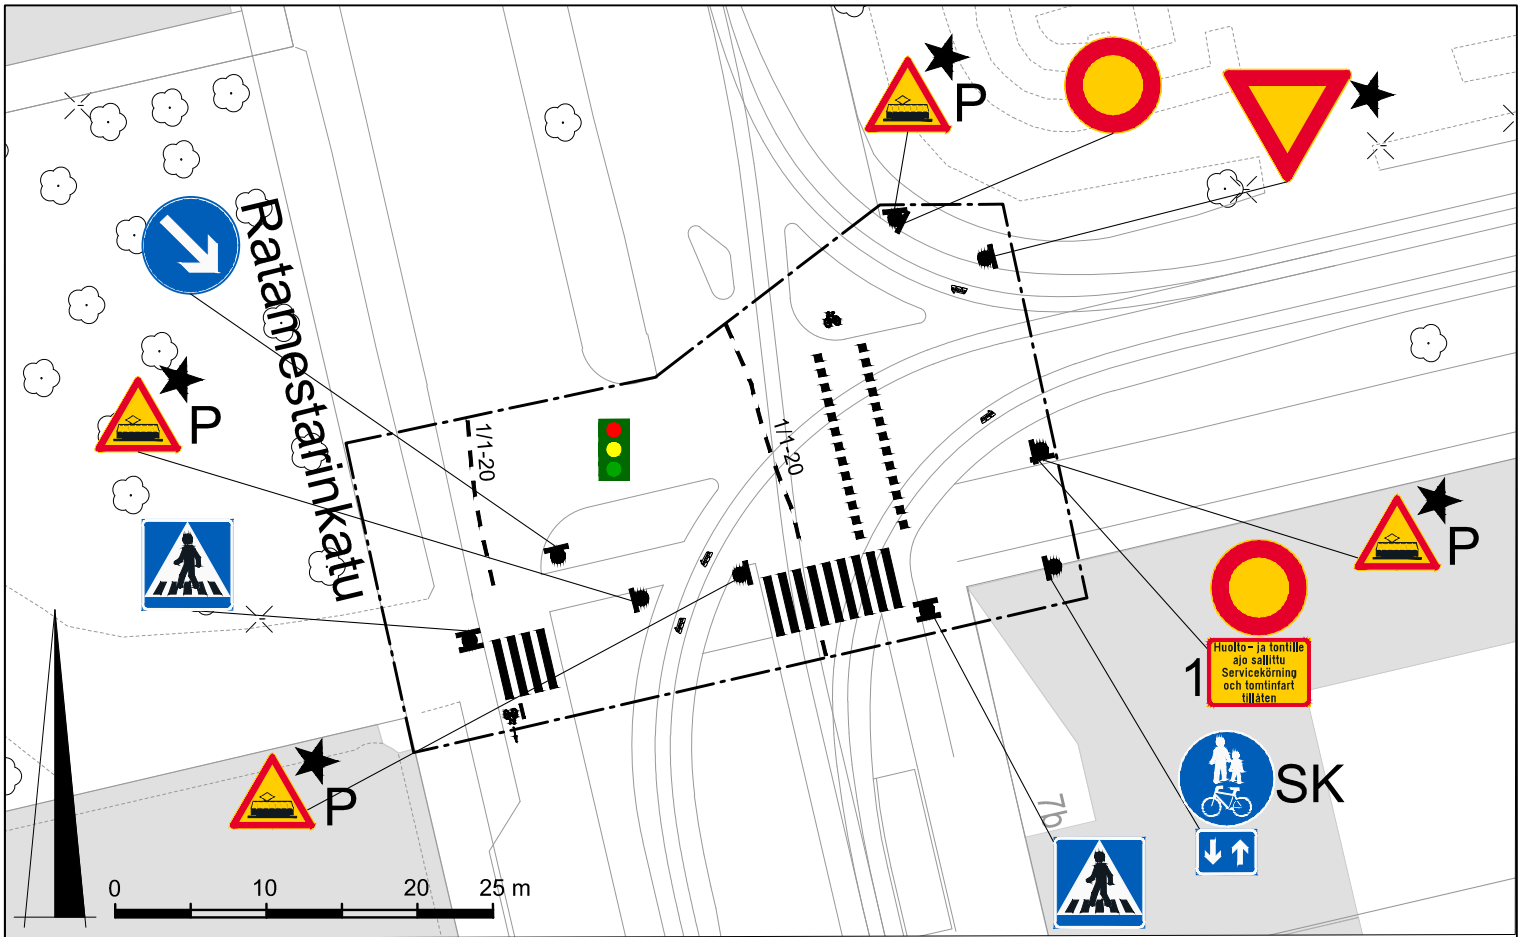 P
Ratamestarinkatu
P
1/1-20
1/1-20
P
Huolto- ja tontille
ajo sallittu
Servicekörning
och tomtinfart
tillåten
1
SK
P
7b
0 10 20 25 m